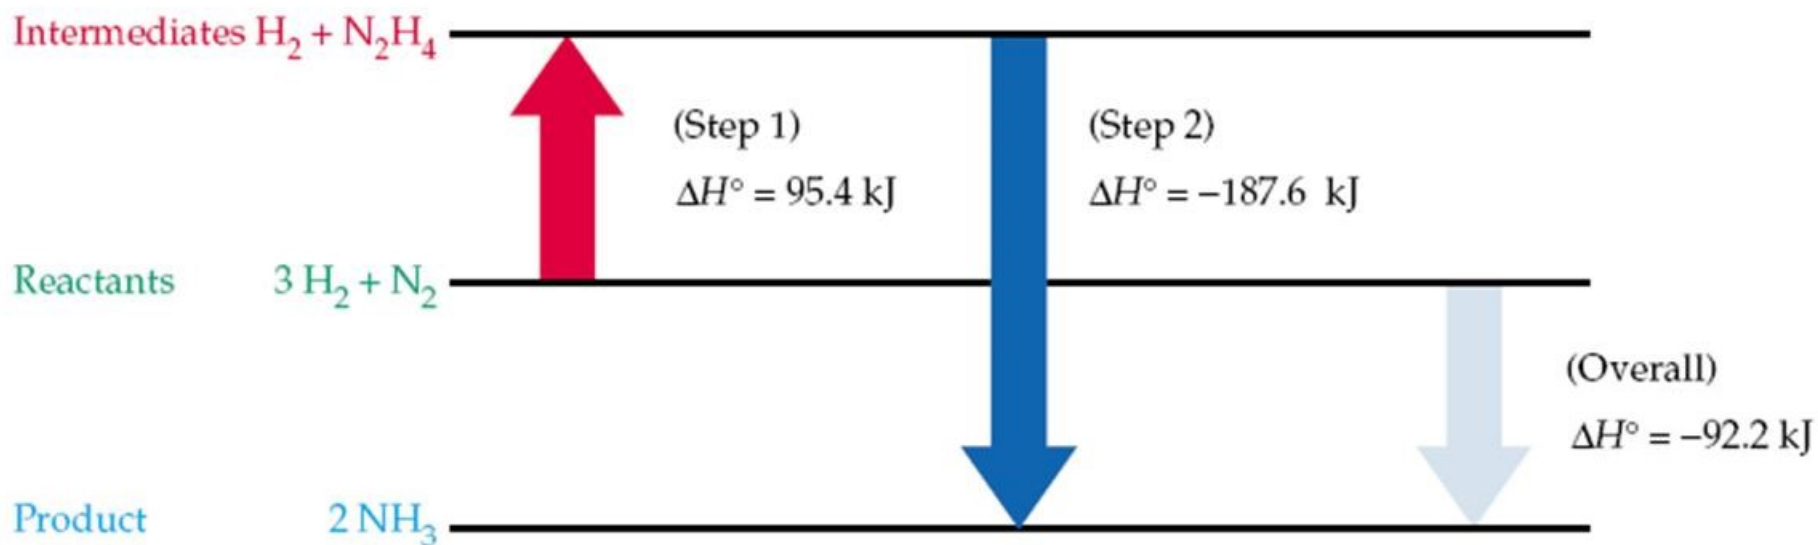 Intermediates H₂ + N₂H₄
(Step 1)
ΔH° = 95.4 kJ
(Step 2)
ΔH° = –187.6 kJ
Reactants 3 H₂ + N₂
(Overall)
ΔH° = –92.2 kJ
Product 2 NH₃